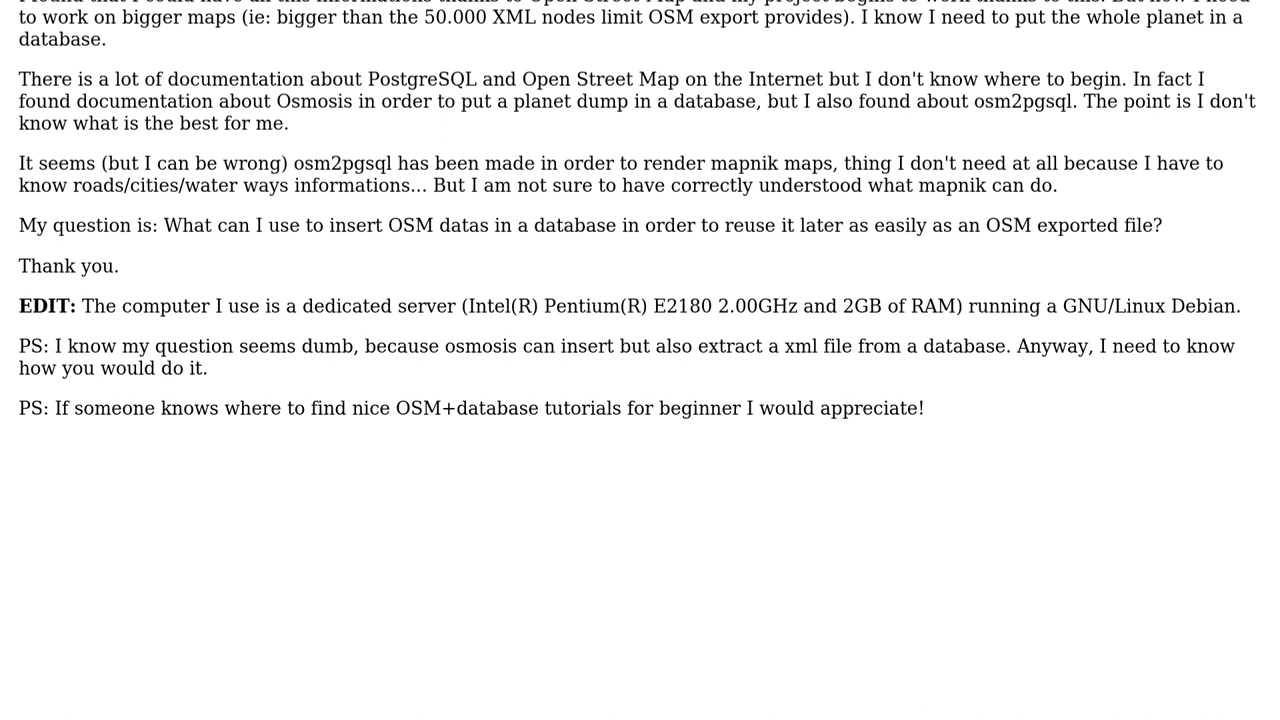 to work on bigger maps (ie: bigger than the 50.000 XML nodes limit OSM export provides). I know I need to put the whole planet in a
database.
There is a lot of documentation about PostgreSQL and Open Street Map on the Internet but I don't know where to begin. In fact I
found documentation about Osmosis in order to put a planet dump in a database, but I also found about osm2pgsql. The point is I don't
know what is the best for me.
It seems (but I can be wrong) osm2pgsql has been made in order to render mapnik maps, thing I don't need at all because I have to
know roads/cities/water ways informations... But I am not sure to have correctly understood what mapnik can do.
My question is: What can I use to insert OSM datas in a database in order to reuse it later as easily as an OSM exported file?
Thank you.
EDIT: The computer I use is a dedicated server (Intel(R) Pentium(R) E2180 2.00GHz and 2GB of RAM) running a GNU/Linux Debian.
PS: I know my question seems dumb, because osmosis can insert but also extract a xml file from a database. Anyway, I need to know
how you would do it.
PS: If someone knows where to find nice OSM+database tutorials for beginner I would appreciate!